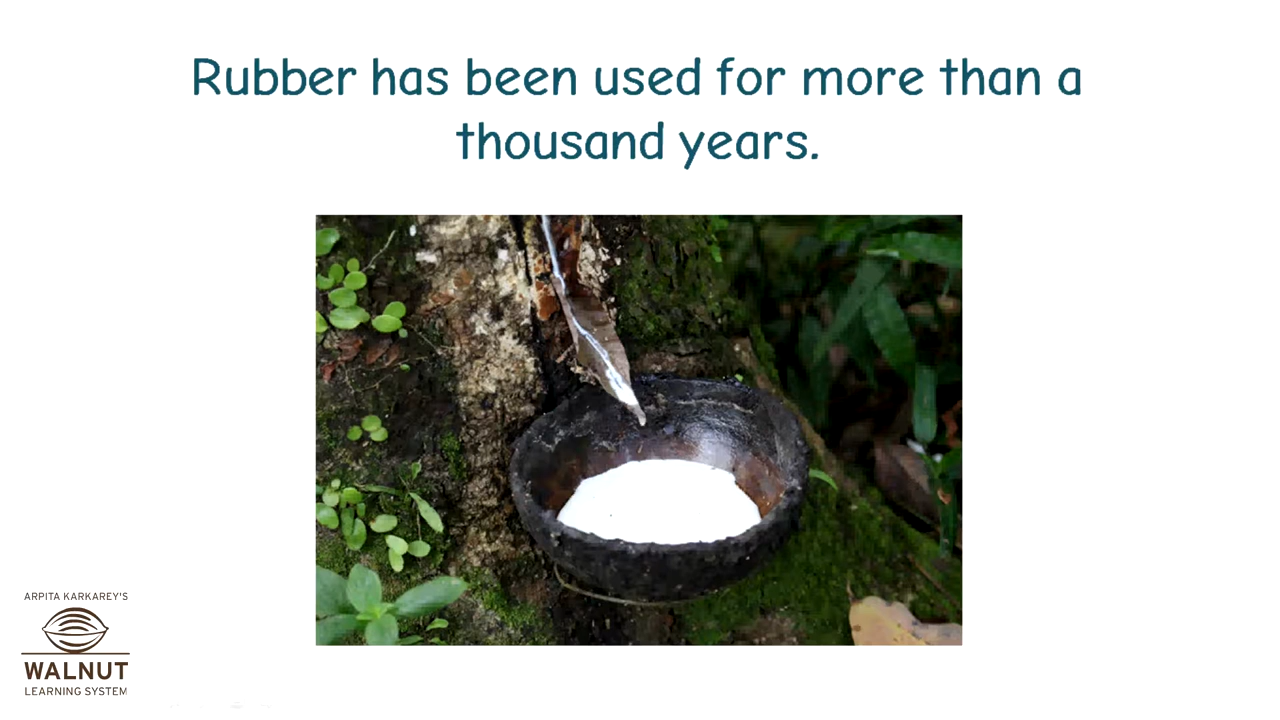 Rubber has been used for more than a
thousand years.
ARPITA KARKAREY'S
WALNUT
LEARNING SYSTEM